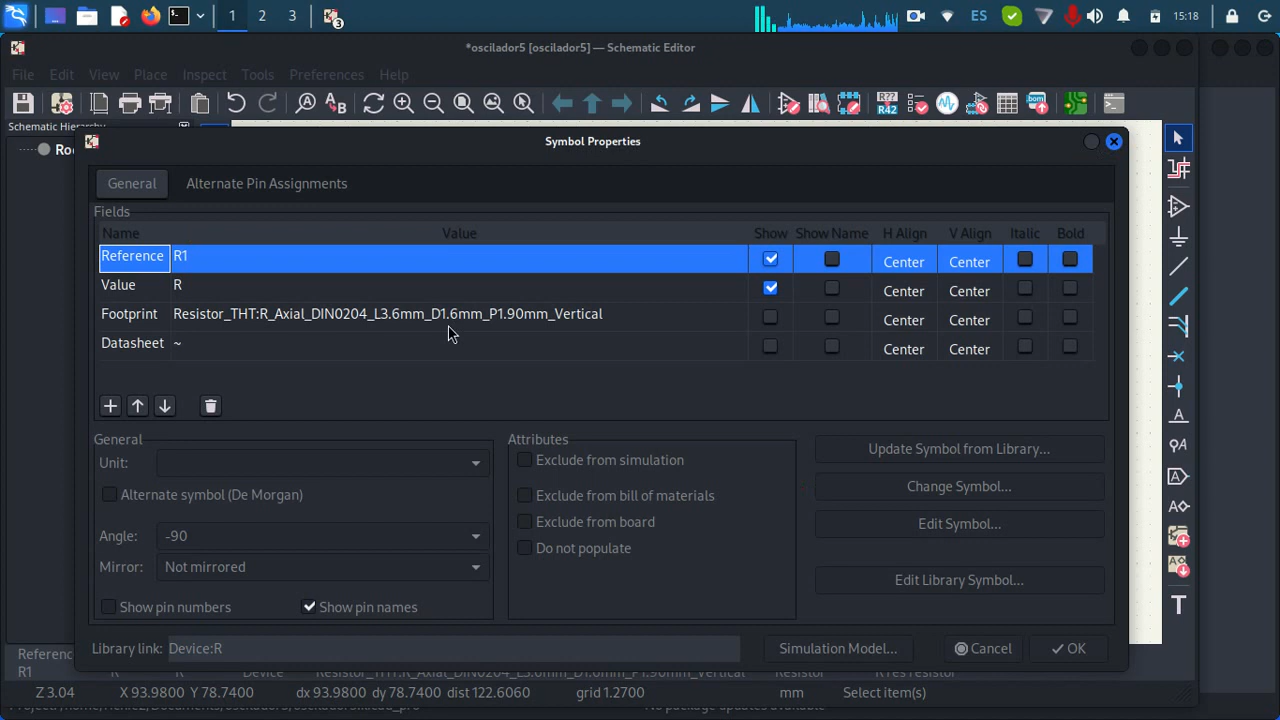 1 2 3 3 ES 15:18
*oscilador5 [oscilador5] — Schematic Editor
File Edit View Place Inspect Tools Preferences Help
R??
R42
bom
Schematic Hierarchy
Symbol Properties
General Alternate Pin Assignments
Fields
Name Value Show Show Name H Align V Align Italic Bold
Reference R1 Center Center
Value R Center Center
Footprint Resistor_THT:R_Axial_DIN0204_L3.6mm_D1.6mm_P1.90mm_Vertical Center Center
Datasheet ~ Center Center
General
Unit:
Alternate symbol (De Morgan)
Angle: -90
Mirror: Not mirrored
Show pin numbers Show pin names
Attributes
Exclude from simulation
Exclude from bill of materials
Exclude from board
Do not populate
Update Symbol from Library...
Change Symbol...
Edit Symbol...
Edit Library Symbol...
Library link: Device:R Simulation Model... Cancel OK
R1
Z 3.04 X 93.9800 Y 78.7400 dx 93.9800 dy 78.7400 dist 122.6060 grid 1.2700 mm Select item(s)